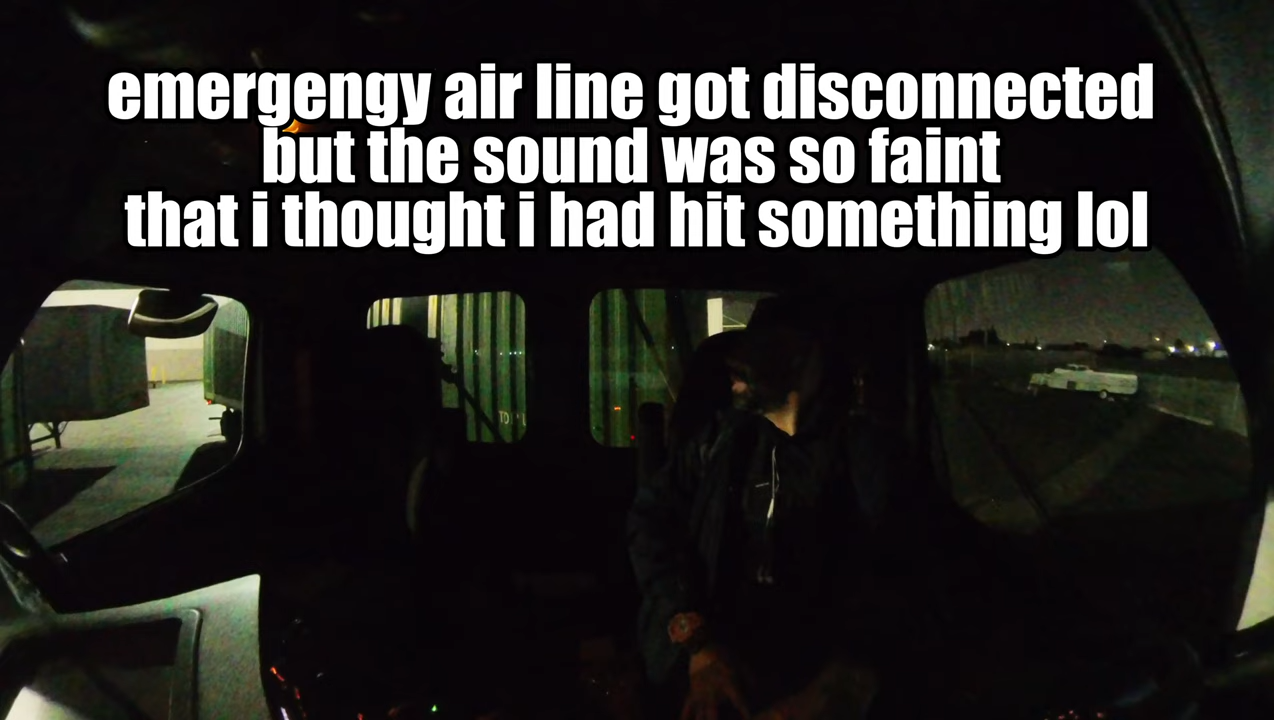 emergengy air line got disconnected
but the sound was so faint
that i thought i had hit something lol